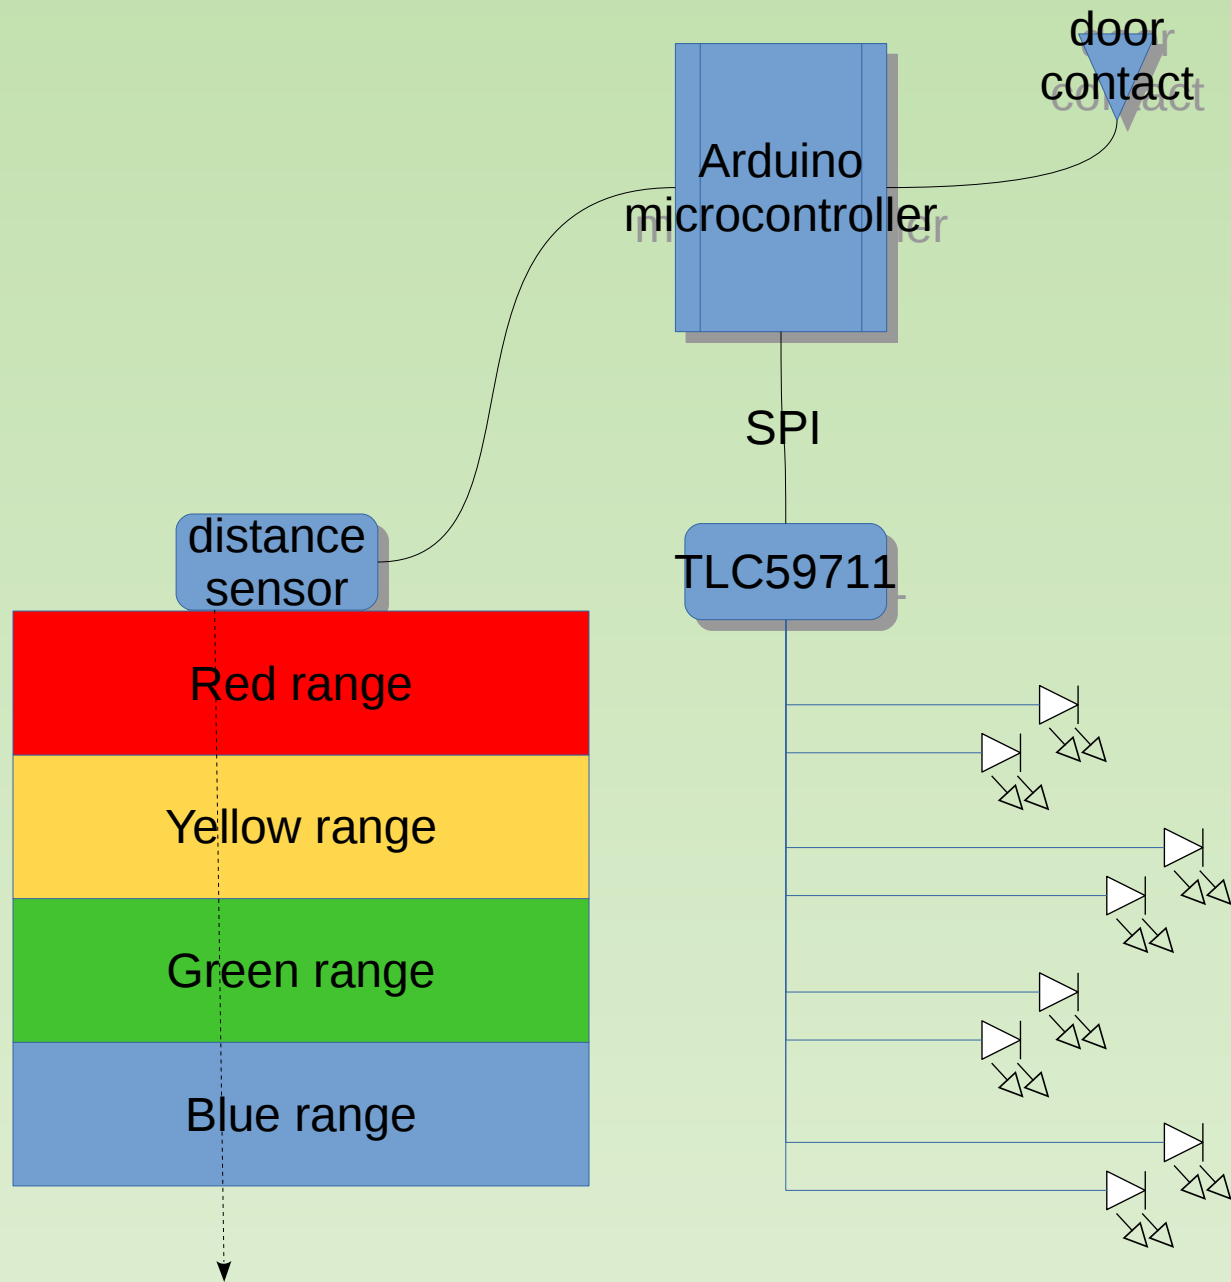 door
contact
Arduino
microcontroller
SPI
distance
sensor
TLC59711
Red range
Yellow range
Green range
Blue range